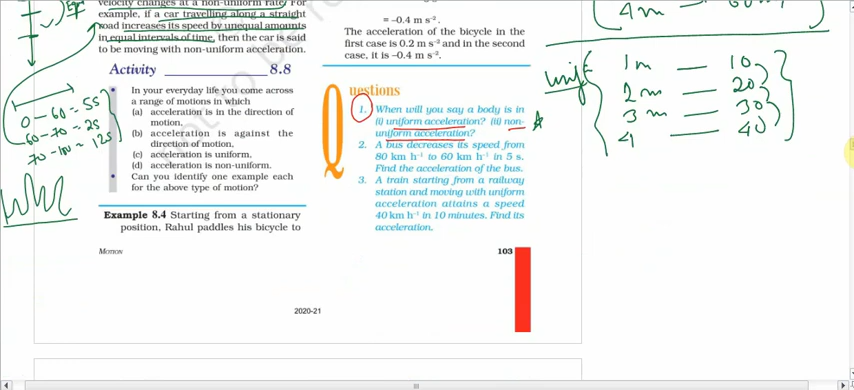 velocity changes at a non-uniform rate. For
example, if a car travelling along a straight
road increases its speed by unequal amounts
in equal intervals of time, then the car is said
to be moving with non-uniform acceleration.
Activity 8.8
• In your everyday life you come across
a range of motions in which
(a) acceleration is in the direction of
motion,
(b) acceleration is against the
direction of motion,
(c) acceleration is uniform,
(d) acceleration is non-uniform.
• Can you identify one example each
for the above type of motion?
Example 8.4 Starting from a stationary
position, Rahul paddles his bicycle to
0-60 = 5s
60-70 = 2s
70-100 = 12s
= –0.4 m s-2.
The acceleration of the bicycle in the
first case is 0.2 m s-2 and in the second
case, it is –0.4 m s-2.
Questions
1. When will you say a body is in
(i) uniform acceleration? (ii) non-
uniform acceleration?
2. A bus decreases its speed from
80 km h–1 to 60 km h–1 in 5 s.
Find the acceleration of the bus.
3. A train starting from a railway
station and moving with uniform
acceleration attains a speed
40 km h–1 in 10 minutes. Find its
acceleration.
MOTION
103
2020-21
4m
1m — 10
2m — 20
3m — 30
4 — 40